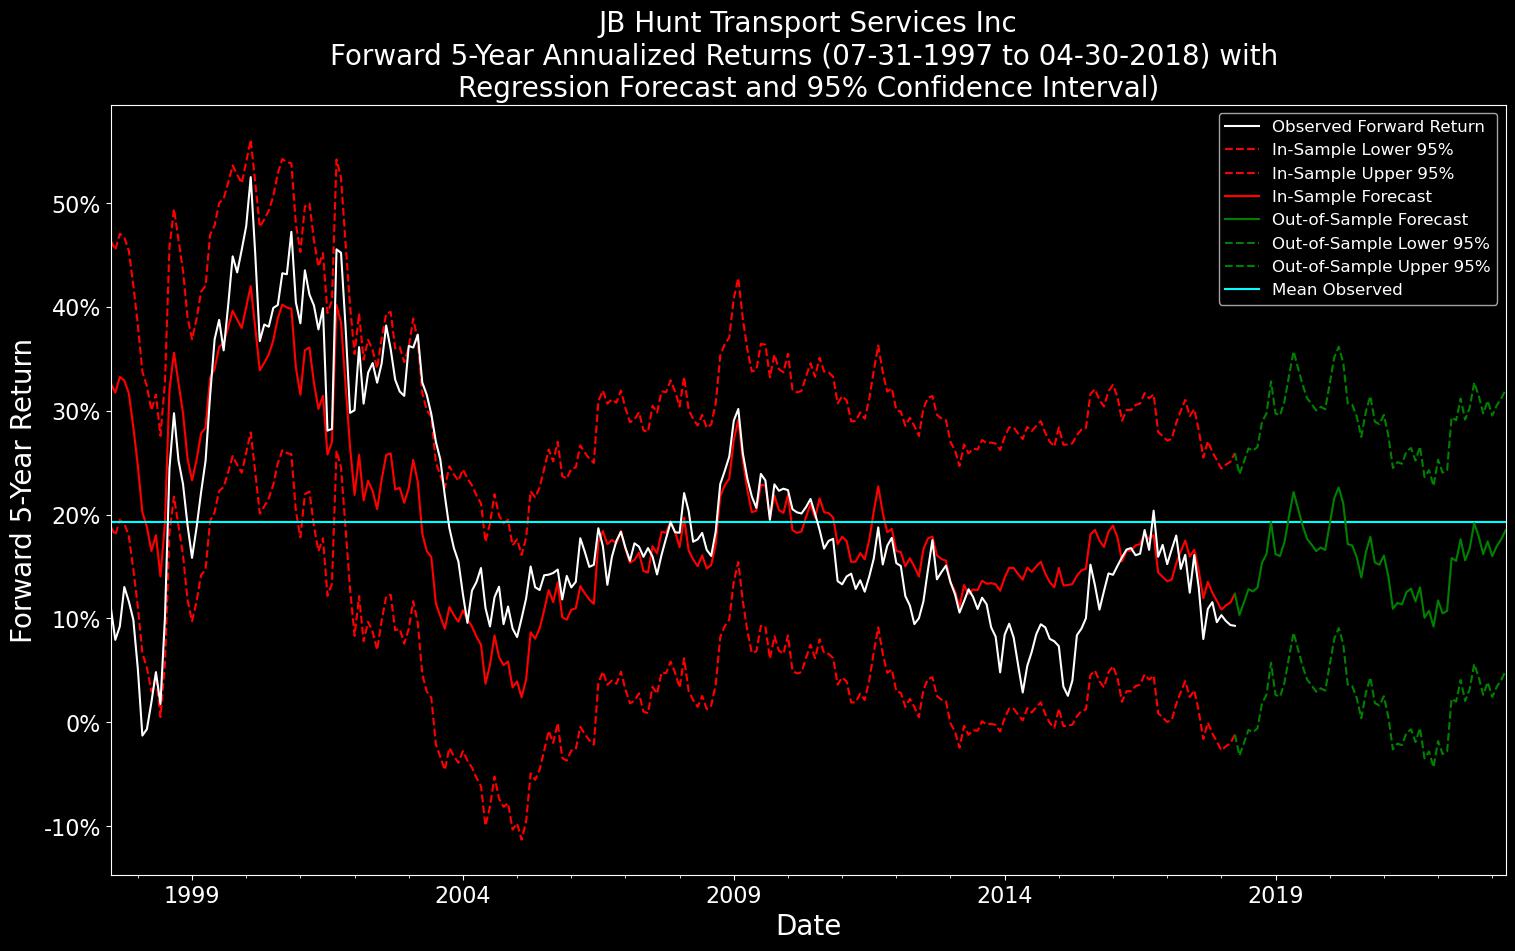 JB Hunt Transport Services Inc
Forward 5-Year Annualized Returns (07-31-1997 to 04-30-2018) with
Regression Forecast and 95% Confidence Interval)
Observed Forward Return
In-Sample Lower 95%
In-Sample Upper 95%
In-Sample Forecast
Out-of-Sample Forecast
Out-of-Sample Lower 95%
Out-of-Sample Upper 95%
Mean Observed
Forward 5-Year Return
50%
40%
30%
20%
10%
0%
-10%
1999
2004
2009
2014
2019
Date